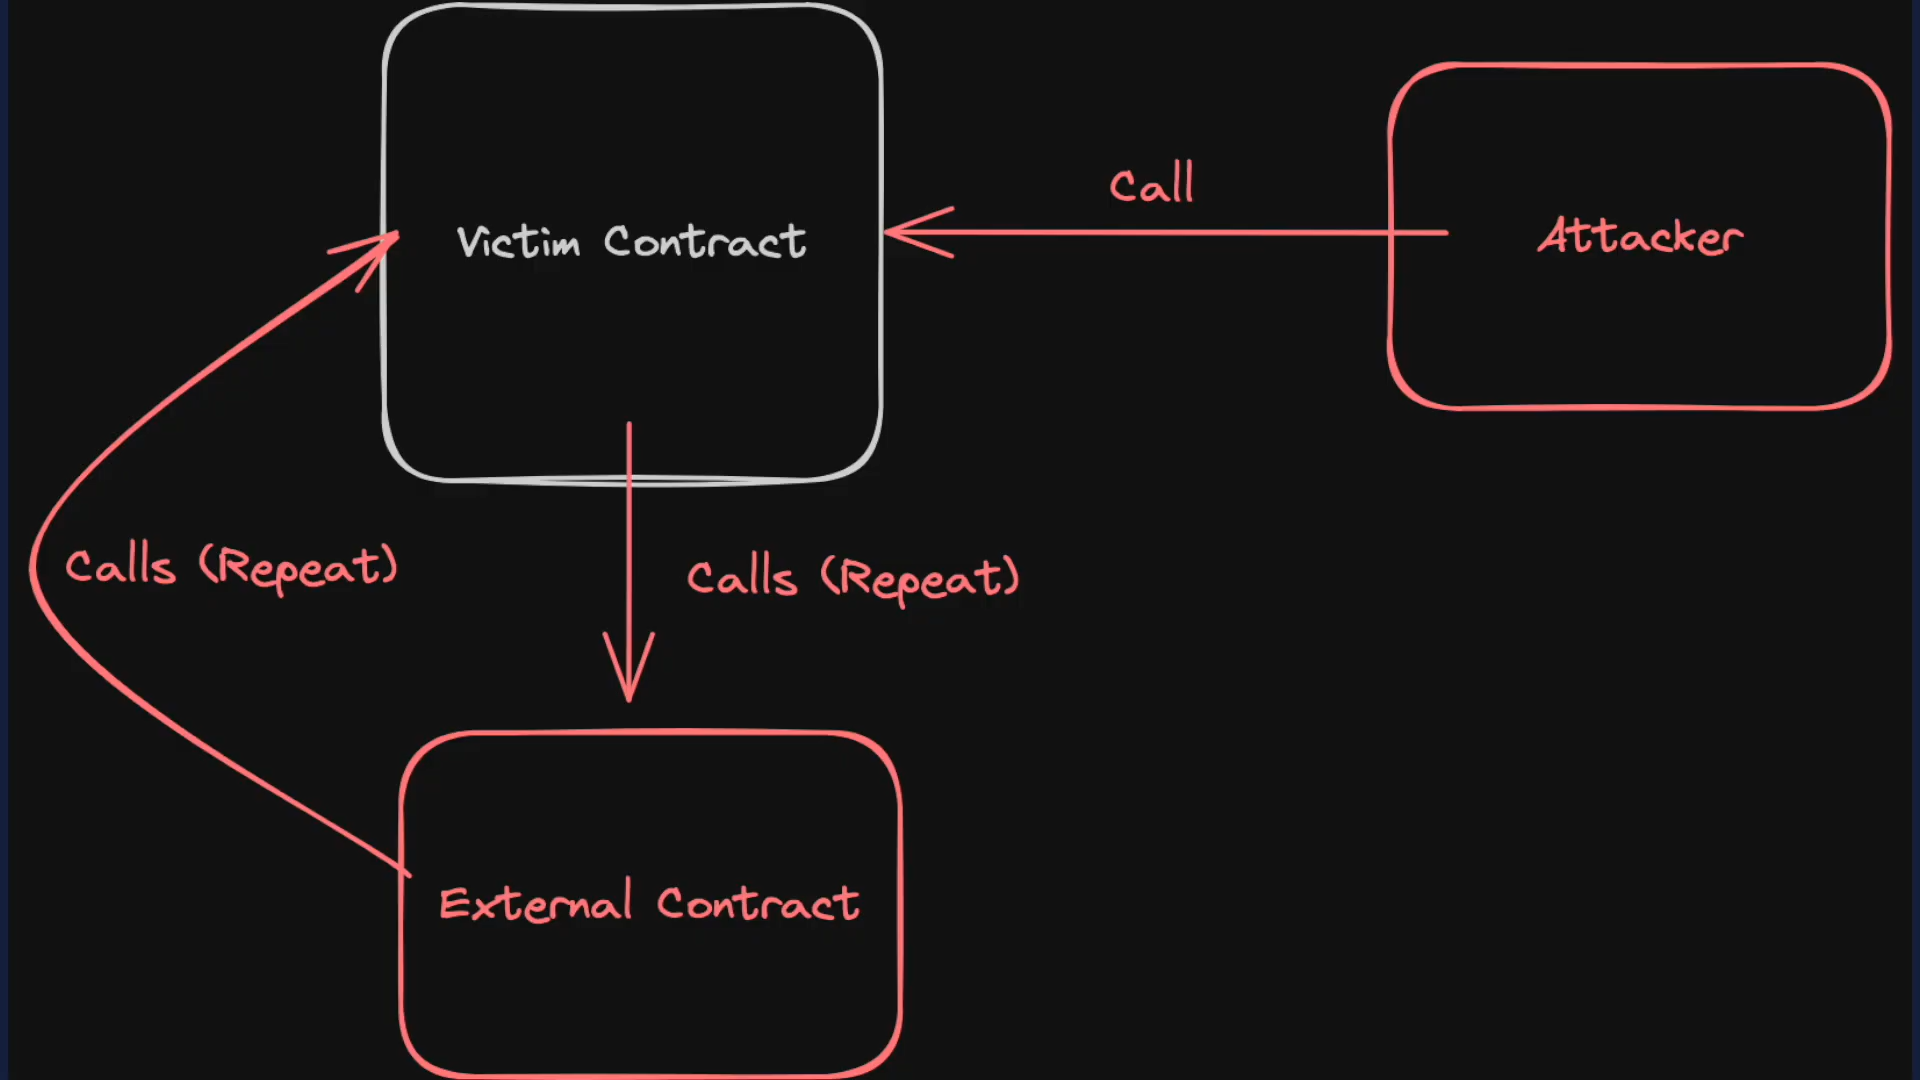 Call
Victim Contract
Attacker
Calls (Repeat)
Calls (Repeat)
External Contract